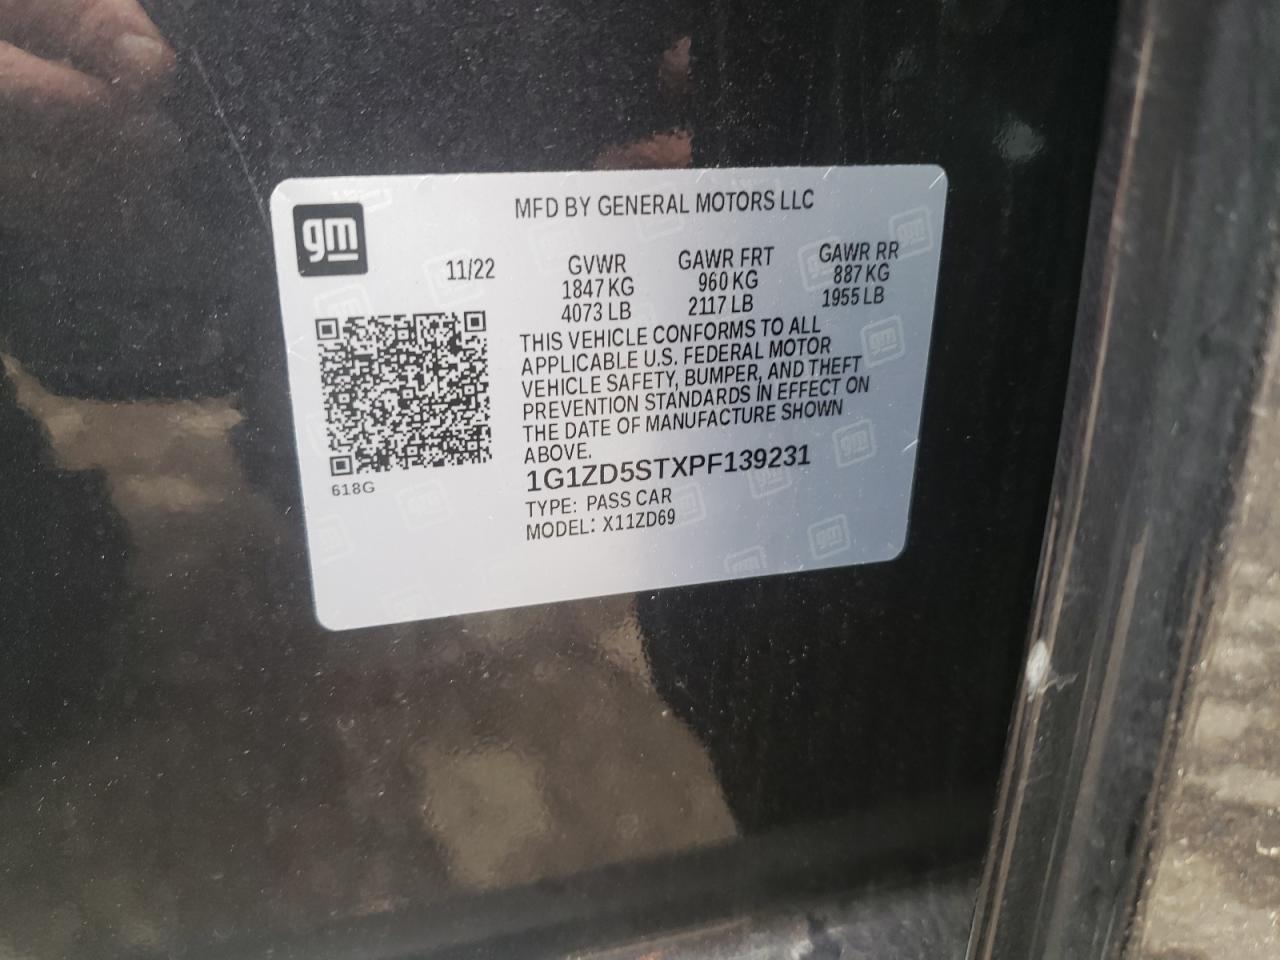 MFD BY GENERAL MOTORS LLC
gm
11/22
GVWR
1847 KG
4073 LB
GAWR FRT
960 KG
2117 LB
GAWR RR
887 KG
1955 LB
THIS VEHICLE CONFORMS TO ALL
APPLICABLE U.S. FEDERAL MOTOR
VEHICLE SAFETY, BUMPER, AND THEFT
PREVENTION STANDARDS IN EFFECT ON
THE DATE OF MANUFACTURE SHOWN
ABOVE.
618G
1G1ZD5STXPF139231
TYPE: PASS CAR
MODEL: X11ZD69